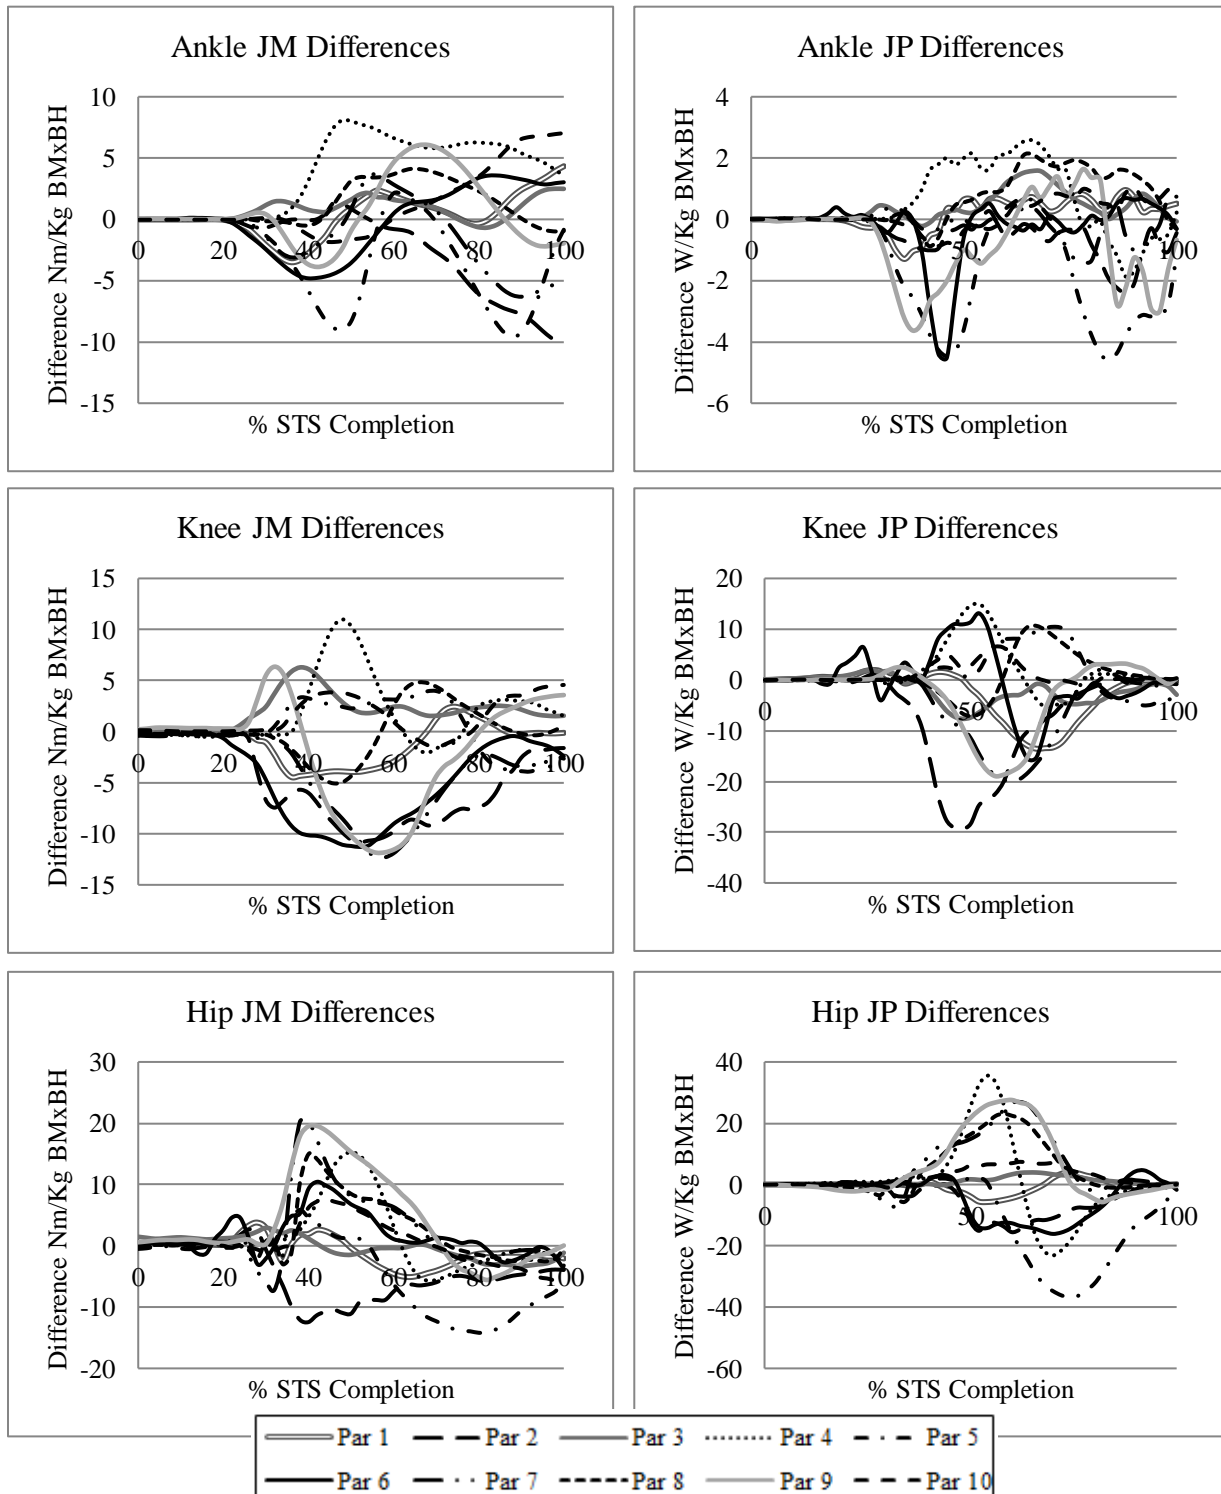 Ankle JM Differences
Difference Nm/Kg BMxBH
10
5
0
-5
-10
-15
0 20 40 60 80 100
% STS Completion
Ankle JP Differences
Difference W/Kg BMxBH
4
2
0
-2
-4
-6
0 50 100
% STS Completion
Knee JM Differences
Difference Nm/Kg BMxBH
15
10
5
0
-5
-10
-15
0 20 40 60 80 100
% STS Completion
Knee JP Differences
Difference W/Kg BMxBH
20
10
0
-10
-20
-30
-40
0 50 100
% STS Completion
Hip JM Differences
Difference Nm/Kg BMxBH
30
20
10
0
-10
-20
0 20 40 60 80 100
% STS Completion
Hip JP Differences
Difference W/Kg BMxBH
40
20
0
-20
-40
-60
0 50 100
% STS Completion
Par 1 Par 2 Par 3 Par 4 Par 5
Par 6 Par 7 Par 8 Par 9 Par 10